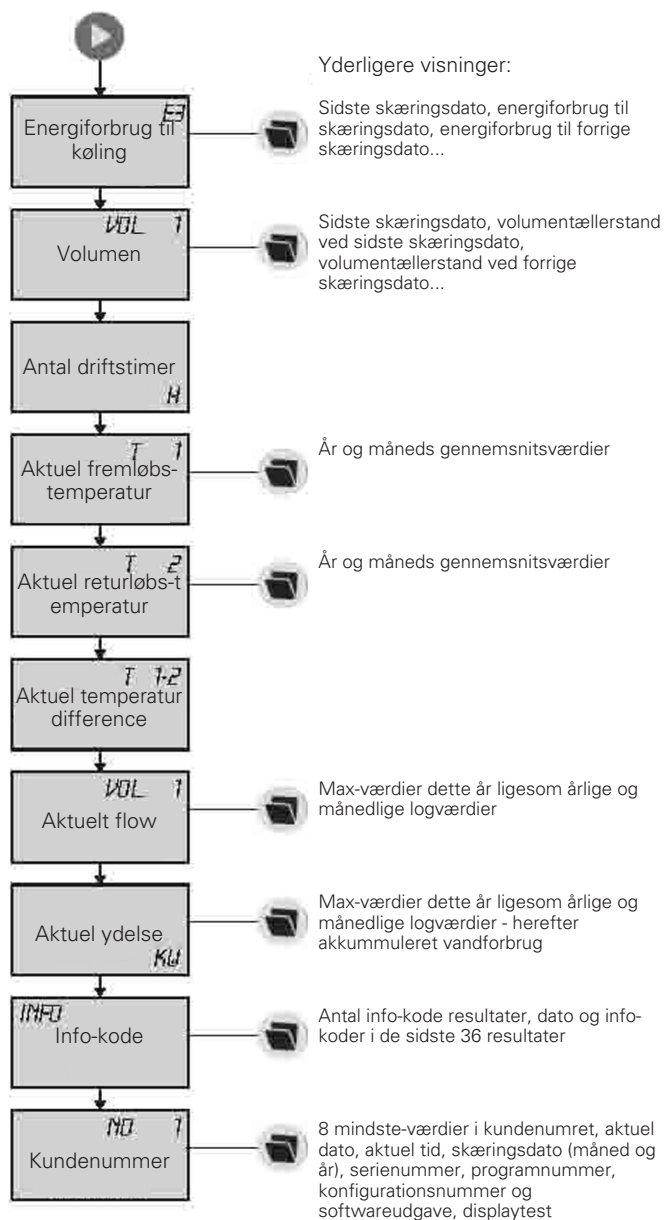 Yderligere visninger:
E3
Energiforbrug til
køling
Sidste skæringsdato, energiforbrug til
skæringsdato, energiforbrug til forrige
skæringsdato...
VOL 1
Volumen
Sidste skæringsdato, volumentællerstand
ved sidste skæringsdato,
volumentællerstand ved forrige
skæringsdato...
Antal driftstimer
H
T 1
Aktuel fremløbs-
temperatur
År og måneds gennemsnitsværdier
T 2
Aktuel returløbs-t
emperatur
År og måneds gennemsnitsværdier
T 1-2
Aktuel temperatur
difference
VOL 1
Aktuelt flow
Max-værdier dette år ligesom årlige og
månedlige logværdier
Aktuel ydelse
KW
Max-værdier dette år ligesom årlige og
månedlige logværdier - herefter
akkummuleret vandforbrug
INFO
Info-kode
Antal info-kode resultater, dato og info-
koder i de sidste 36 resultater
NO 1
Kundenummer
8 mindste-værdier i kundenumret, aktuel
dato, aktuel tid, skæringsdato (måned og
år), serienummer, programnummer,
konfigurationsnummer og
softwareudgave, displaytest